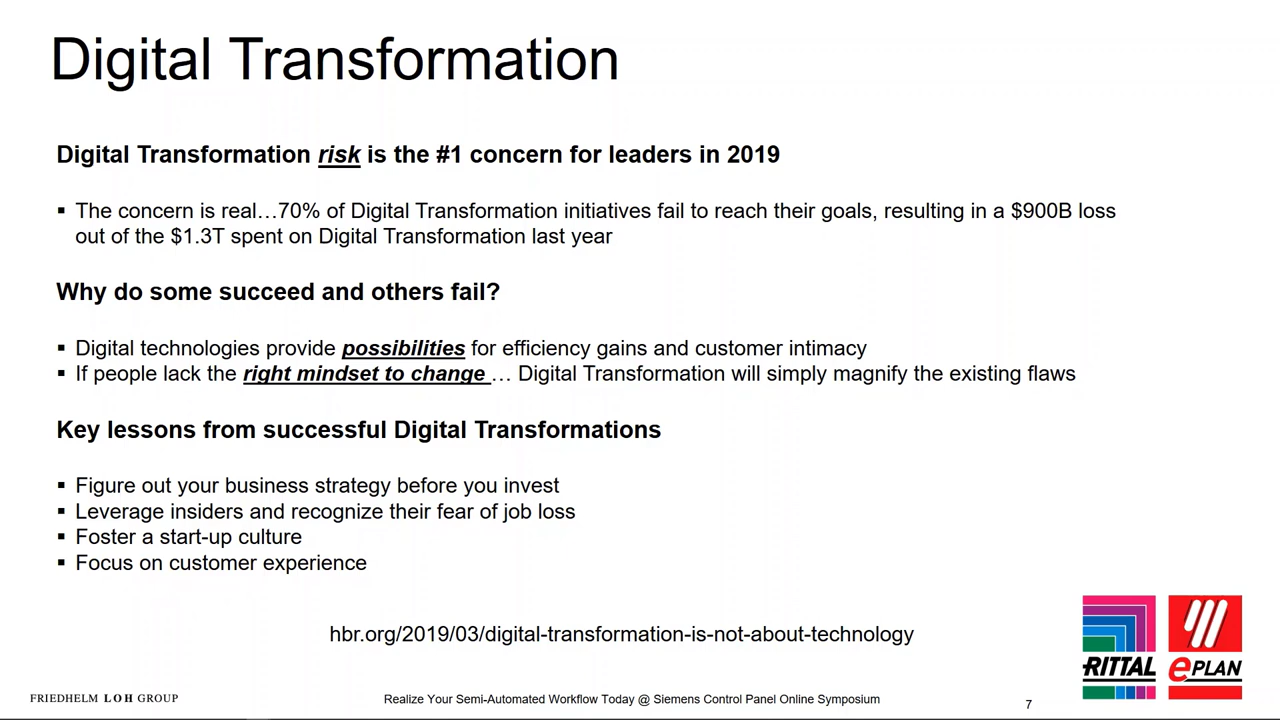 Digital Transformation
Digital Transformation risk is the #1 concern for leaders in 2019
▪ The concern is real…70% of Digital Transformation initiatives fail to reach their goals, resulting in a $900B loss
out of the $1.3T spent on Digital Transformation last year
Why do some succeed and others fail?
▪ Digital technologies provide possibilities for efficiency gains and customer intimacy
▪ If people lack the right mindset to change … Digital Transformation will simply magnify the existing flaws
Key lessons from successful Digital Transformations
▪ Figure out your business strategy before you invest
▪ Leverage insiders and recognize their fear of job loss
▪ Foster a start-up culture
▪ Focus on customer experience
hbr.org/2019/03/digital-transformation-is-not-about-technology
RITTAL
ePLAN
FRIEDHELM LOH GROUP
Realize Your Semi-Automated Workflow Today @ Siemens Control Panel Online Symposium
7